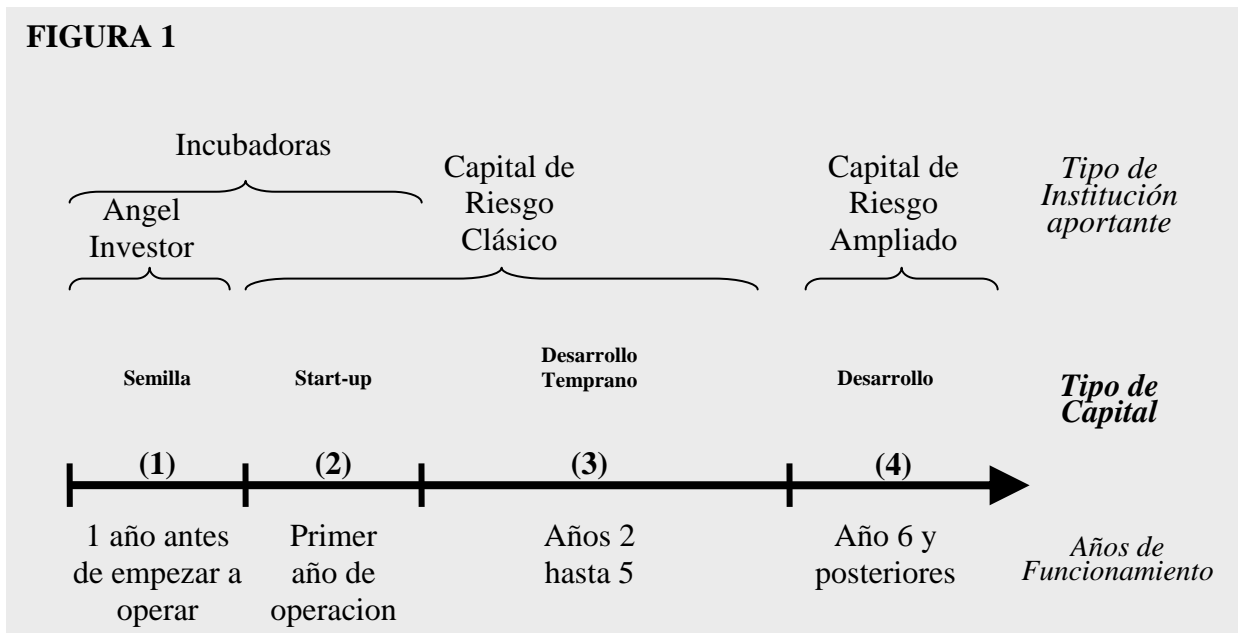 FIGURA 1
Incubadoras
Angel
Investor
Capital de
Riesgo
Clásico
Capital de
Riesgo
Ampliado
Tipo de
Institución
aportante
Semilla
Start-up
Desarrollo
Temprano
Desarrollo
Tipo de
Capital
(1)
(2)
(3)
(4)
1 año antes
de empezar a
operar
Primer
año de
operacion
Años 2
hasta 5
Año 6 y
posteriores
Años de
Funcionamiento